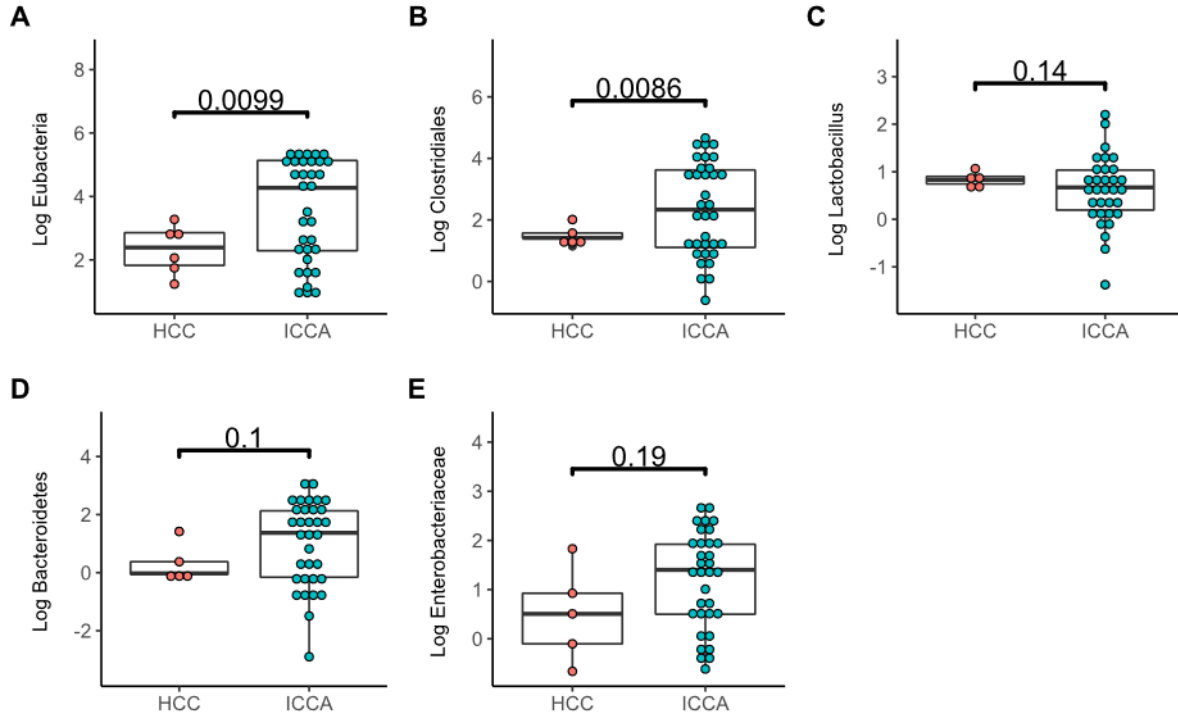 A
Log Eubacteria
8
6
4
2
0.0099
HCC ICCA
B
Log Clostridiales
6
4
2
0
0.0086
HCC ICCA
C
Log Lactobacillus
3
2
1
0
-1
0.14
HCC ICCA
D
Log Bacteroidetes
4
2
0
-2
0.1
HCC ICCA
E
Log Enterobacteriaceae
4
3
2
1
0
0.19
HCC ICCA